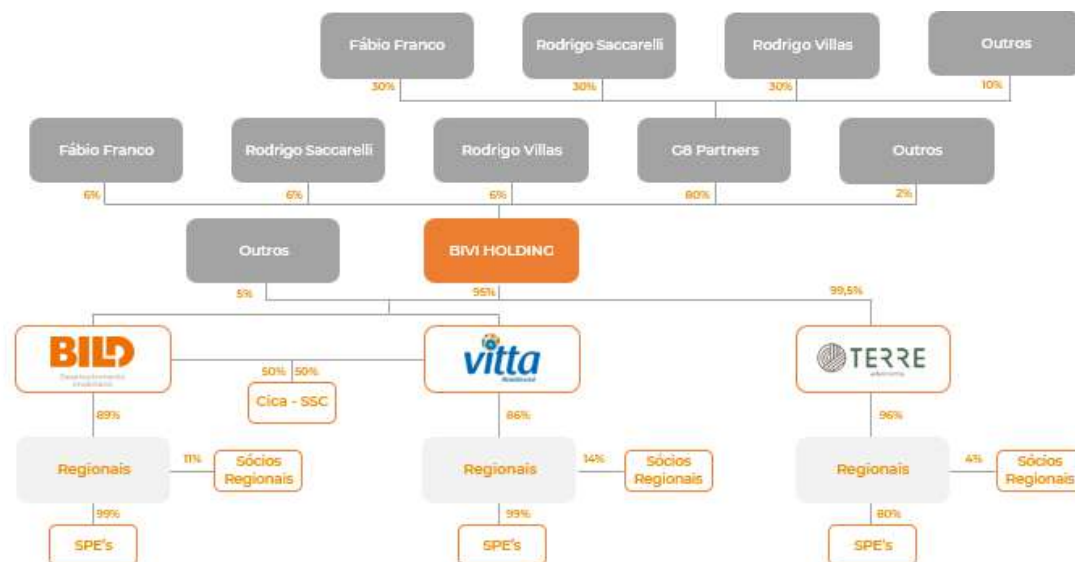 Fábio Franco
Rodrigo Saccarelli
Rodrigo Villas
Outros
30%
30%
30%
10%
Fábio Franco
Rodrigo Saccarelli
Rodrigo Villas
G8 Partners
Outros
6%
6%
6%
80%
2%
Outros
BIVI HOLDING
5%
95%
99,5%
BILD
Desenvolvimento
Imobiliário
vitta
Residencial
TERRE
50%
50%
Cica - SSC
89%
86%
96%
Regionais
11%
Sócios
Regionais
Regionais
14%
Sócios
Regionais
Regionais
4%
Sócios
Regionais
99%
99%
80%
SPE's
SPE's
SPE's